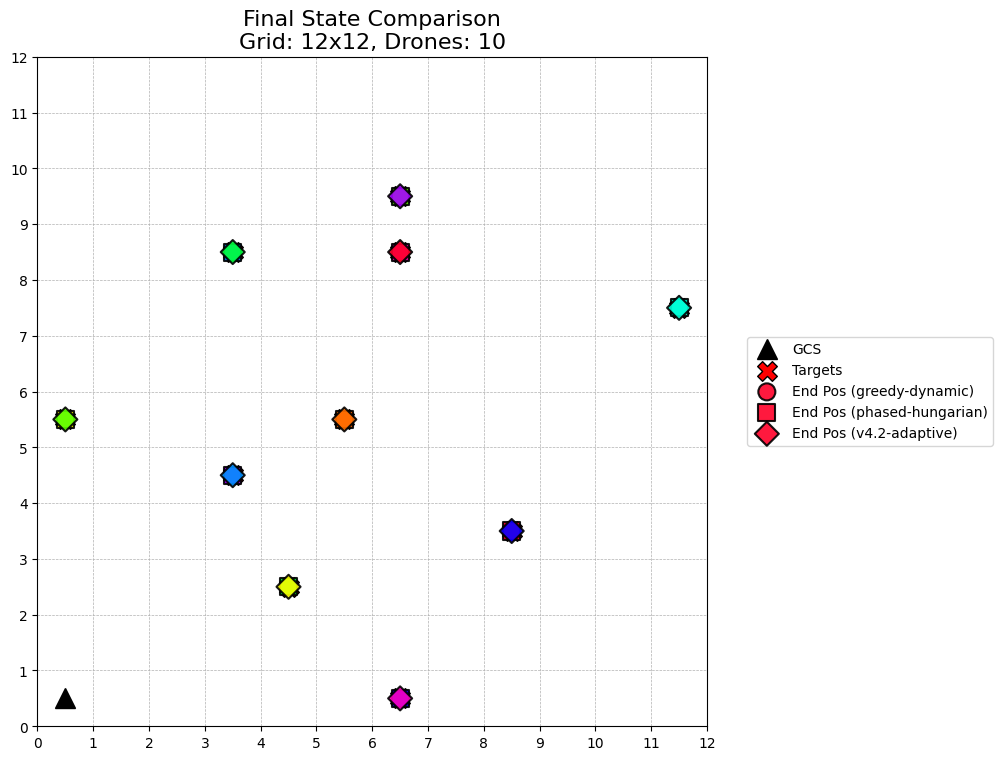 Final State Comparison
Grid: 12x12, Drones: 10
12
11
10
9
8
7
6
5
4
3
2
1
0
0 1 2 3 4 5 6 7 8 9 10 11 12
GCS
Targets
End Pos (greedy-dynamic)
End Pos (phased-hungarian)
End Pos (v4.2-adaptive)